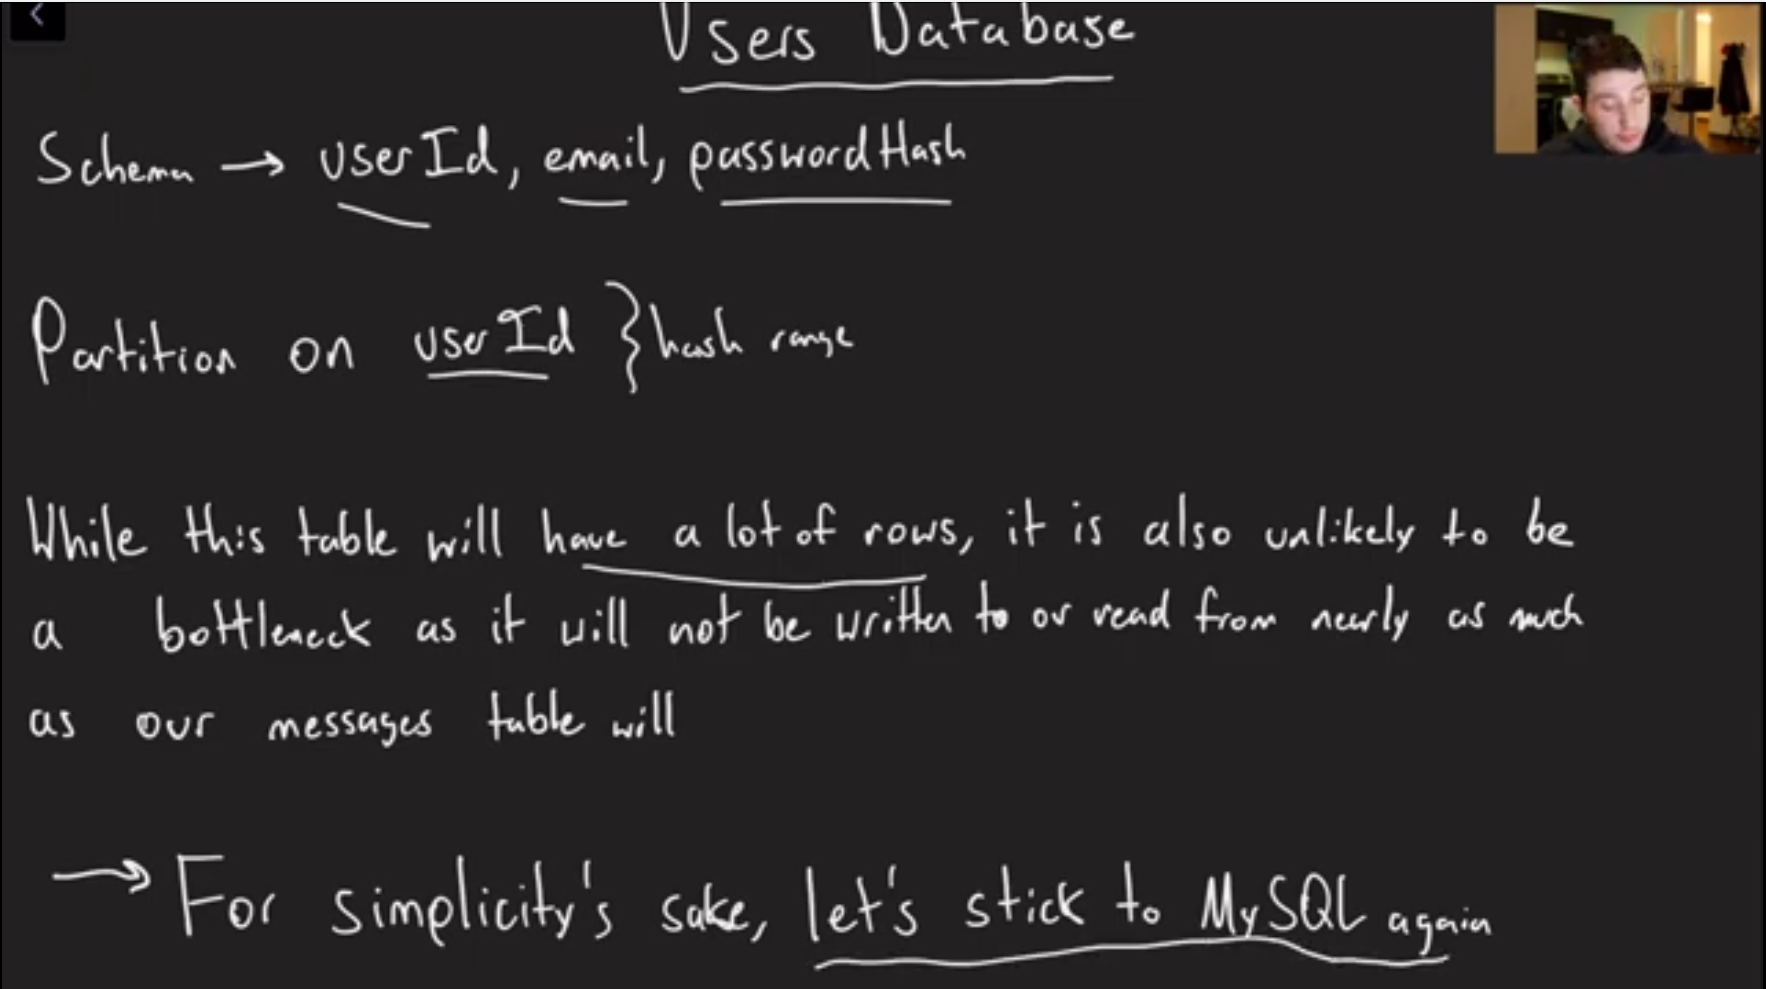 Users Database
Schema → userId, email, passwordHash
Partition on userId } hash range
While this table will have a lot of rows, it is also unlikely to be
a bottleneck as it will not be written to or read from nearly as much
as our messages table will
→ For simplicity's sake, let's stick to MySQL again